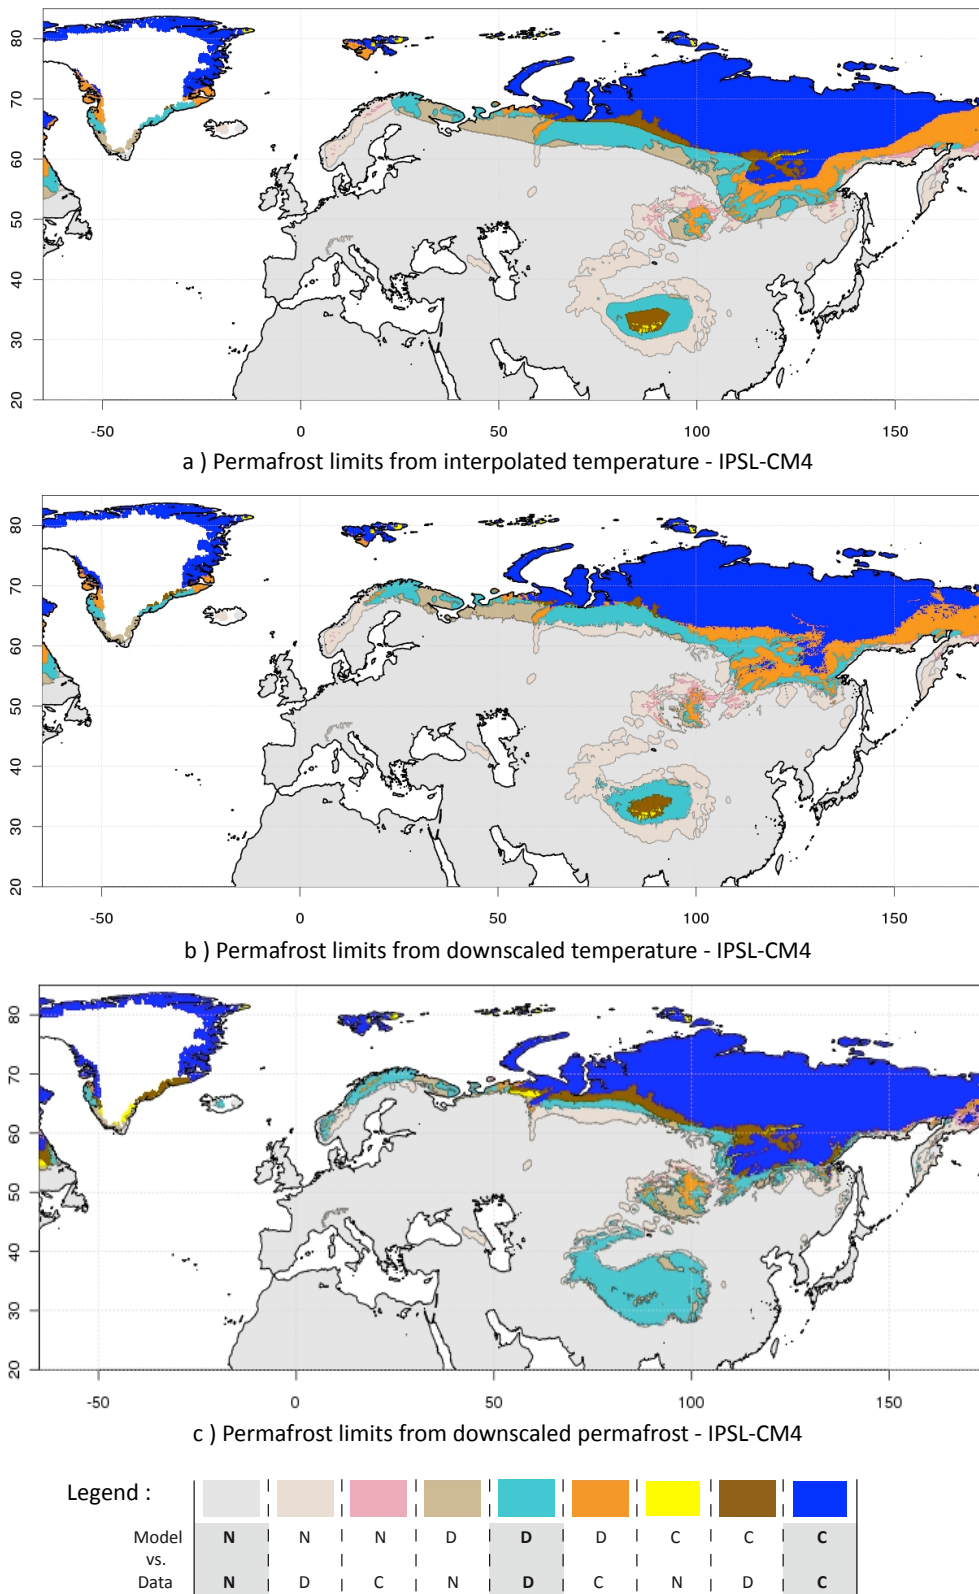 80
70
60
50
40
30
20
-50 0 50 100 150
a ) Permafrost limits from interpolated temperature - IPSL-CM4
80
70
60
50
40
30
20
-50 0 50 100 150
b ) Permafrost limits from downscaled temperature - IPSL-CM4
80
70
60
50
40
30
20
-50 0 50 100 150
c ) Permafrost limits from downscaled permafrost - IPSL-CM4
Legend :
Model N N N D D D C C C
vs.
Data N D C N D C N D C